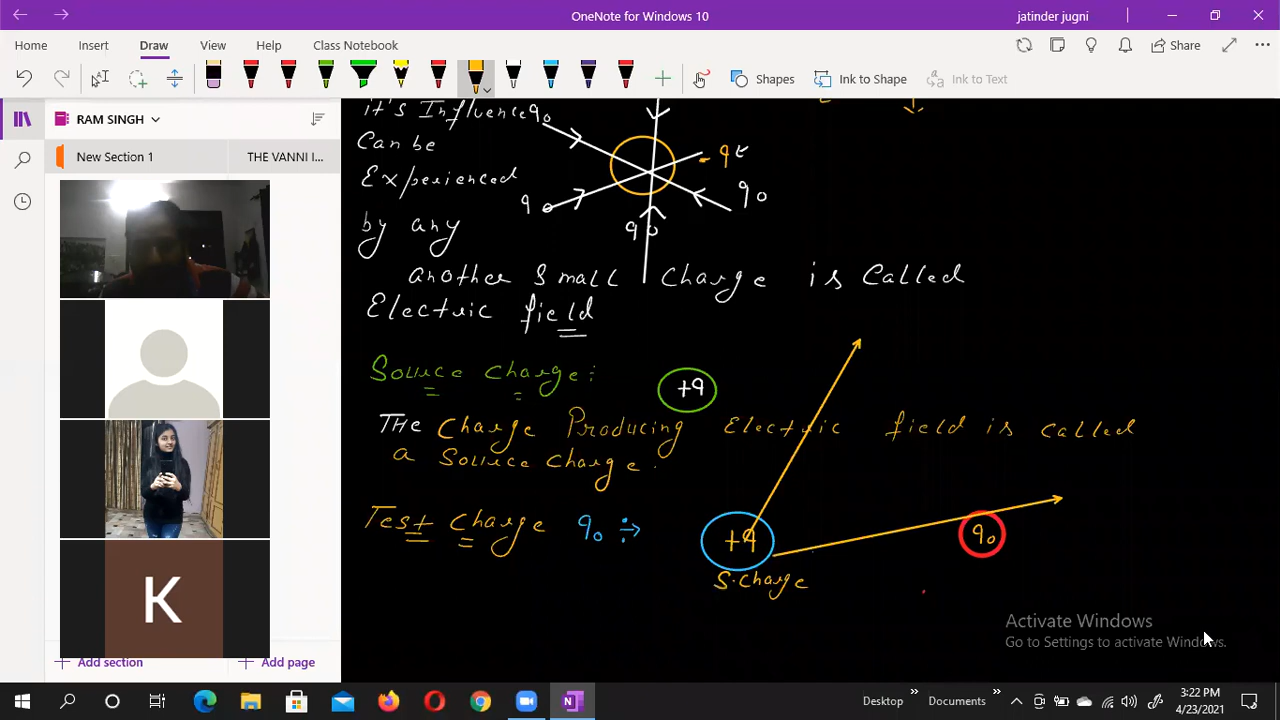 OneNote for Windows 10
jatinder jugni
Home Insert Draw View Help Class Notebook
Share
Shapes Ink to Shape Ink to Text
RAM SINGH
New Section 1
THE VANNI I...
K
Add section Add page
it's Influence q₀
Can be
Experienced
q₀
by any
q₀
q₀
another Small Charge is Called
Electric field
Source Charge:
+q
THe Charge Producing Electric field is called
a Source Charge.
Test Charge q₀ ÷
+q
S.Charge
q₀
Activate Windows
Go to Settings to activate Windows.
Desktop » Documents »
3:22 PM
4/23/2021